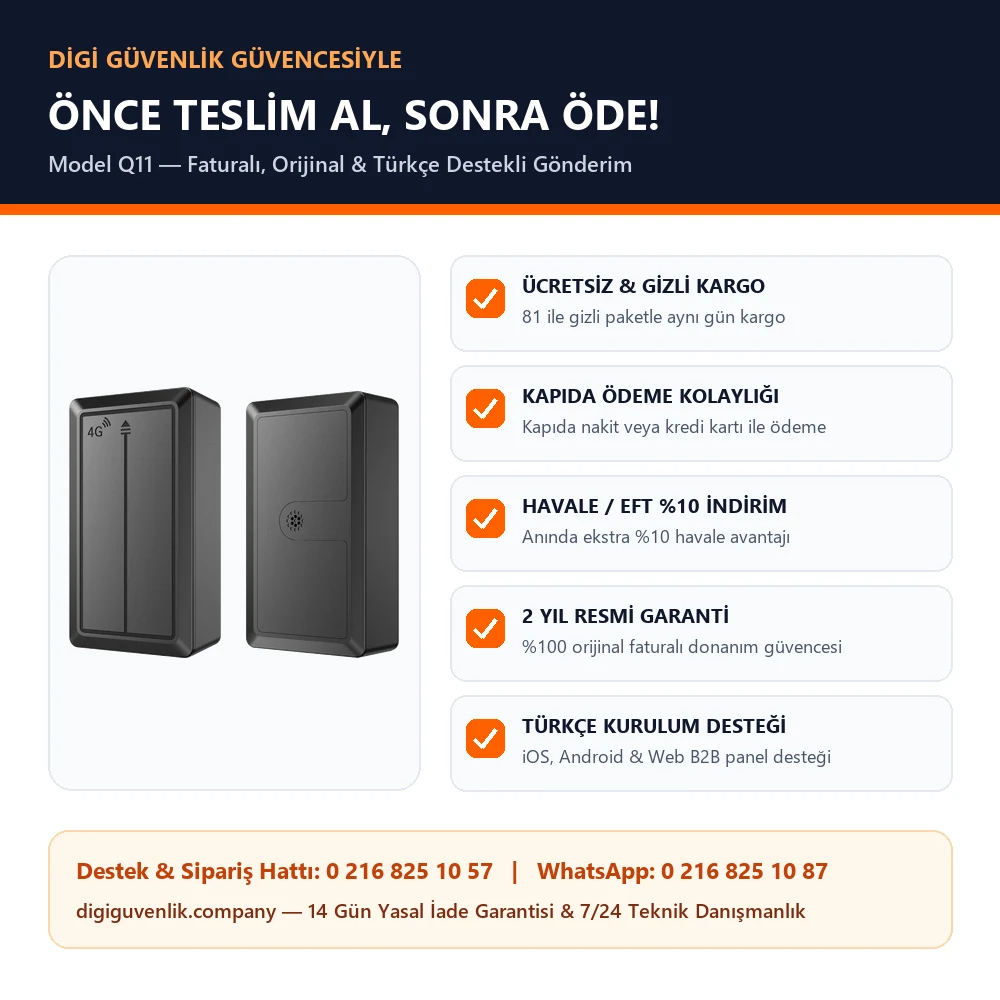 DİGİ GÜVENLİK GÜVENCESİYLE
ÖNCE TESLİM AL, SONRA ÖDE!
Model Q11 — Faturalı, Orijinal & Türkçe Destekli Gönderim
4G
ÜCRETSİZ & GİZLİ KARGO
81 ile gizli paketle aynı gün kargo
KAPIDA ÖDEME KOLAYLIĞI
Kapıda nakit veya kredi kartı ile ödeme
HAVALE / EFT %10 İNDİRİM
Anında ekstra %10 havale avantajı
2 YIL RESMİ GARANTİ
%100 orijinal faturalı donanım güvencesi
TÜRKÇE KURULUM DESTEĞİ
iOS, Android & Web B2B panel desteği
Destek & Sipariş Hattı: 0 216 825 10 57 | WhatsApp: 0 216 825 10 87
digiguvenlik.company — 14 Gün Yasal İade Garantisi & 7/24 Teknik Danışmanlık